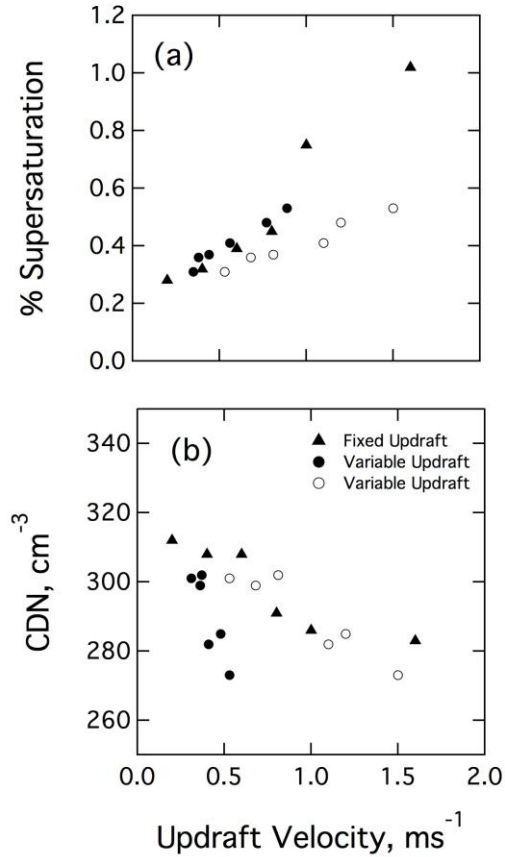 1.2
(a)
1.0
0.8
0.6
0.4
0.2
0.0
% Supersaturation
340
(b)
▲ Fixed Updraft
● Variable Updraft
○ Variable Updraft
320
300
280
260
CDN, cm⁻³
0.0 0.5 1.0 1.5 2.0
Updraft Velocity, ms⁻¹